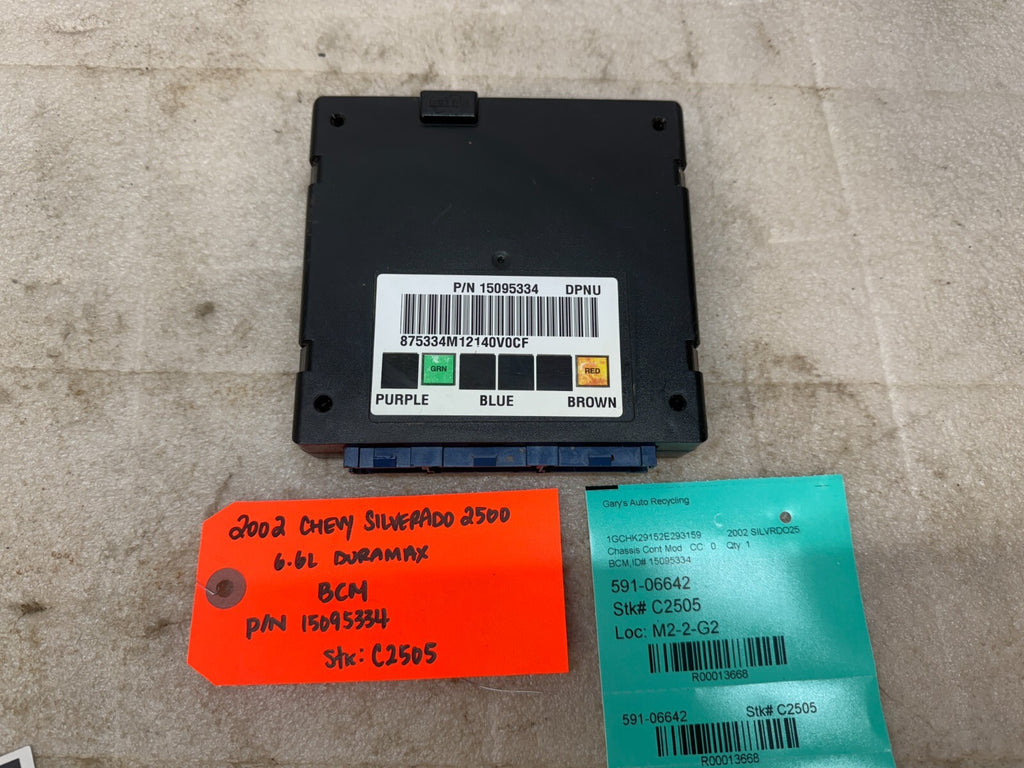 P/N 15095334 DPNU
875334M12140V0CF
GRN RED
PURPLE BLUE BROWN
2002 CHEVY SILVERADO 2500
6.6L DURAMAX
BCM
P/N 15095334
Stk: C2505
Gary's Auto Recycling
1GCHK29152E293159 2002 SILVRDO25
Chassis Cont Mod CC 0 Qty 1
BCM,ID# 15095334
591-06642
Stk# C2505
Loc: M2-2-G2
R00013668
591-06642 Stk# C2505
R00013668